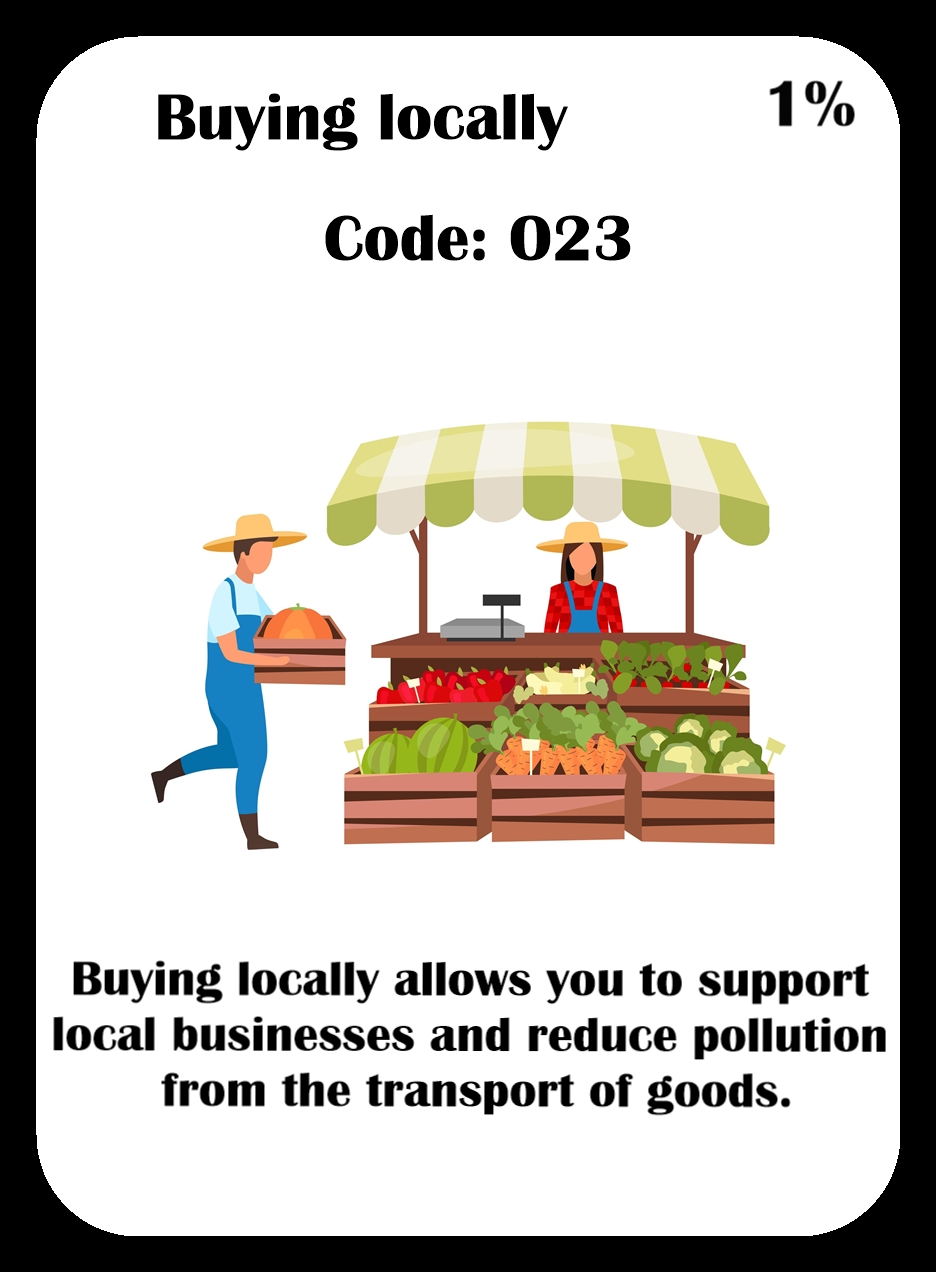 Buying locally
1%
Code: 023
Buying locally allows you to support
local businesses and reduce pollution
from the transport of goods.